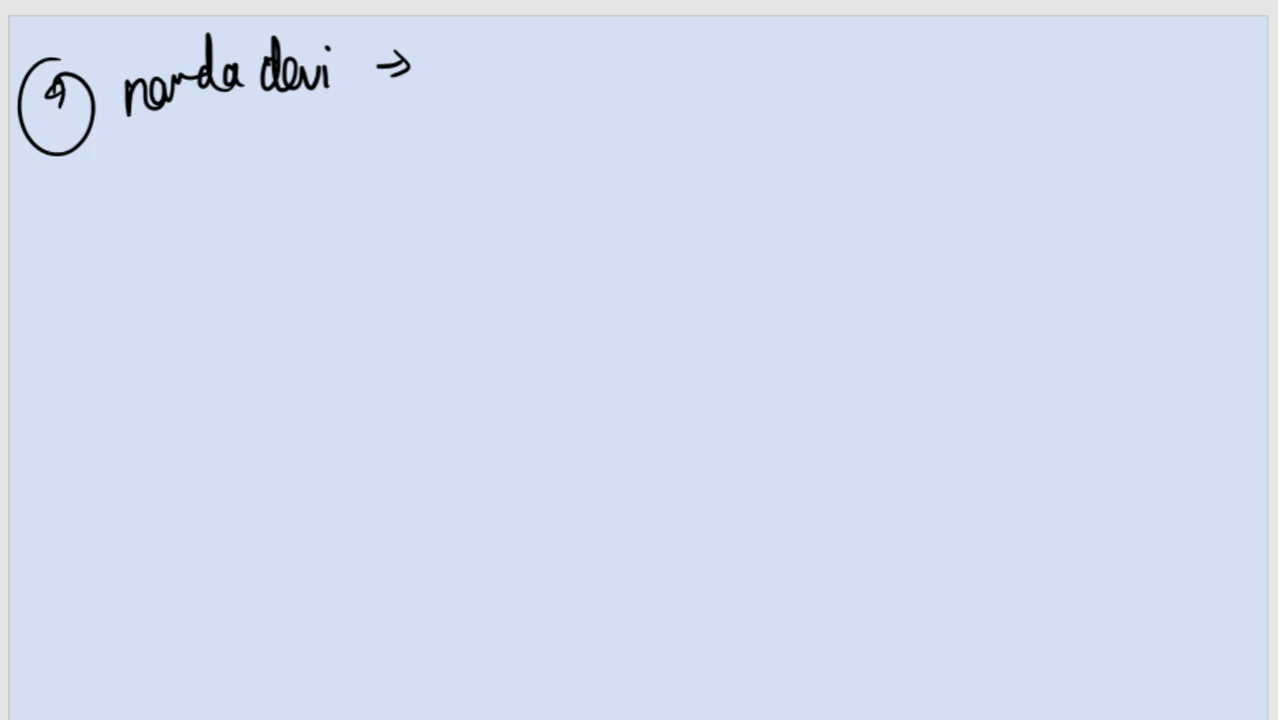 ④ nanda devi →